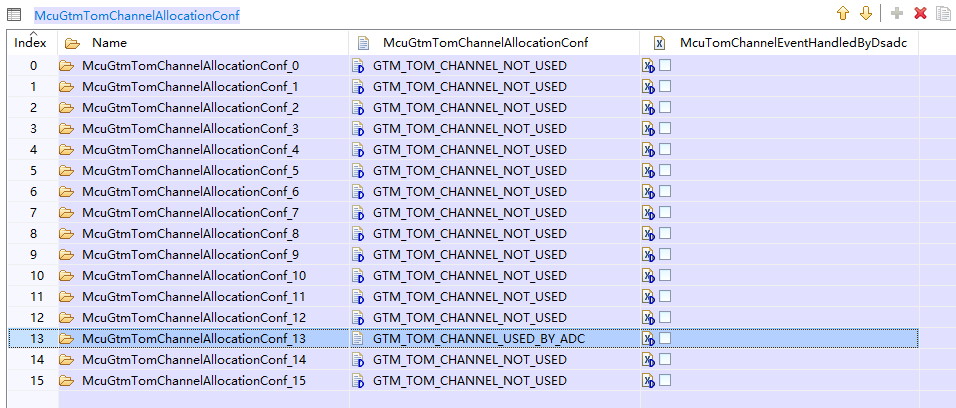 McuGtmTomChannelAllocationConf
Index Name McuGtmTomChannelAllocationConf McuTomChannelEventHandledByDsadc
0 McuGtmTomChannelAllocationConf_0 GTM_TOM_CHANNEL_NOT_USED
1 McuGtmTomChannelAllocationConf_1 GTM_TOM_CHANNEL_NOT_USED
2 McuGtmTomChannelAllocationConf_2 GTM_TOM_CHANNEL_NOT_USED
3 McuGtmTomChannelAllocationConf_3 GTM_TOM_CHANNEL_NOT_USED
4 McuGtmTomChannelAllocationConf_4 GTM_TOM_CHANNEL_NOT_USED
5 McuGtmTomChannelAllocationConf_5 GTM_TOM_CHANNEL_NOT_USED
6 McuGtmTomChannelAllocationConf_6 GTM_TOM_CHANNEL_NOT_USED
7 McuGtmTomChannelAllocationConf_7 GTM_TOM_CHANNEL_NOT_USED
8 McuGtmTomChannelAllocationConf_8 GTM_TOM_CHANNEL_NOT_USED
9 McuGtmTomChannelAllocationConf_9 GTM_TOM_CHANNEL_NOT_USED
10 McuGtmTomChannelAllocationConf_10 GTM_TOM_CHANNEL_NOT_USED
11 McuGtmTomChannelAllocationConf_11 GTM_TOM_CHANNEL_NOT_USED
12 McuGtmTomChannelAllocationConf_12 GTM_TOM_CHANNEL_NOT_USED
13 McuGtmTomChannelAllocationConf_13 GTM_TOM_CHANNEL_USED_BY_ADC
14 McuGtmTomChannelAllocationConf_14 GTM_TOM_CHANNEL_NOT_USED
15 McuGtmTomChannelAllocationConf_15 GTM_TOM_CHANNEL_NOT_USED